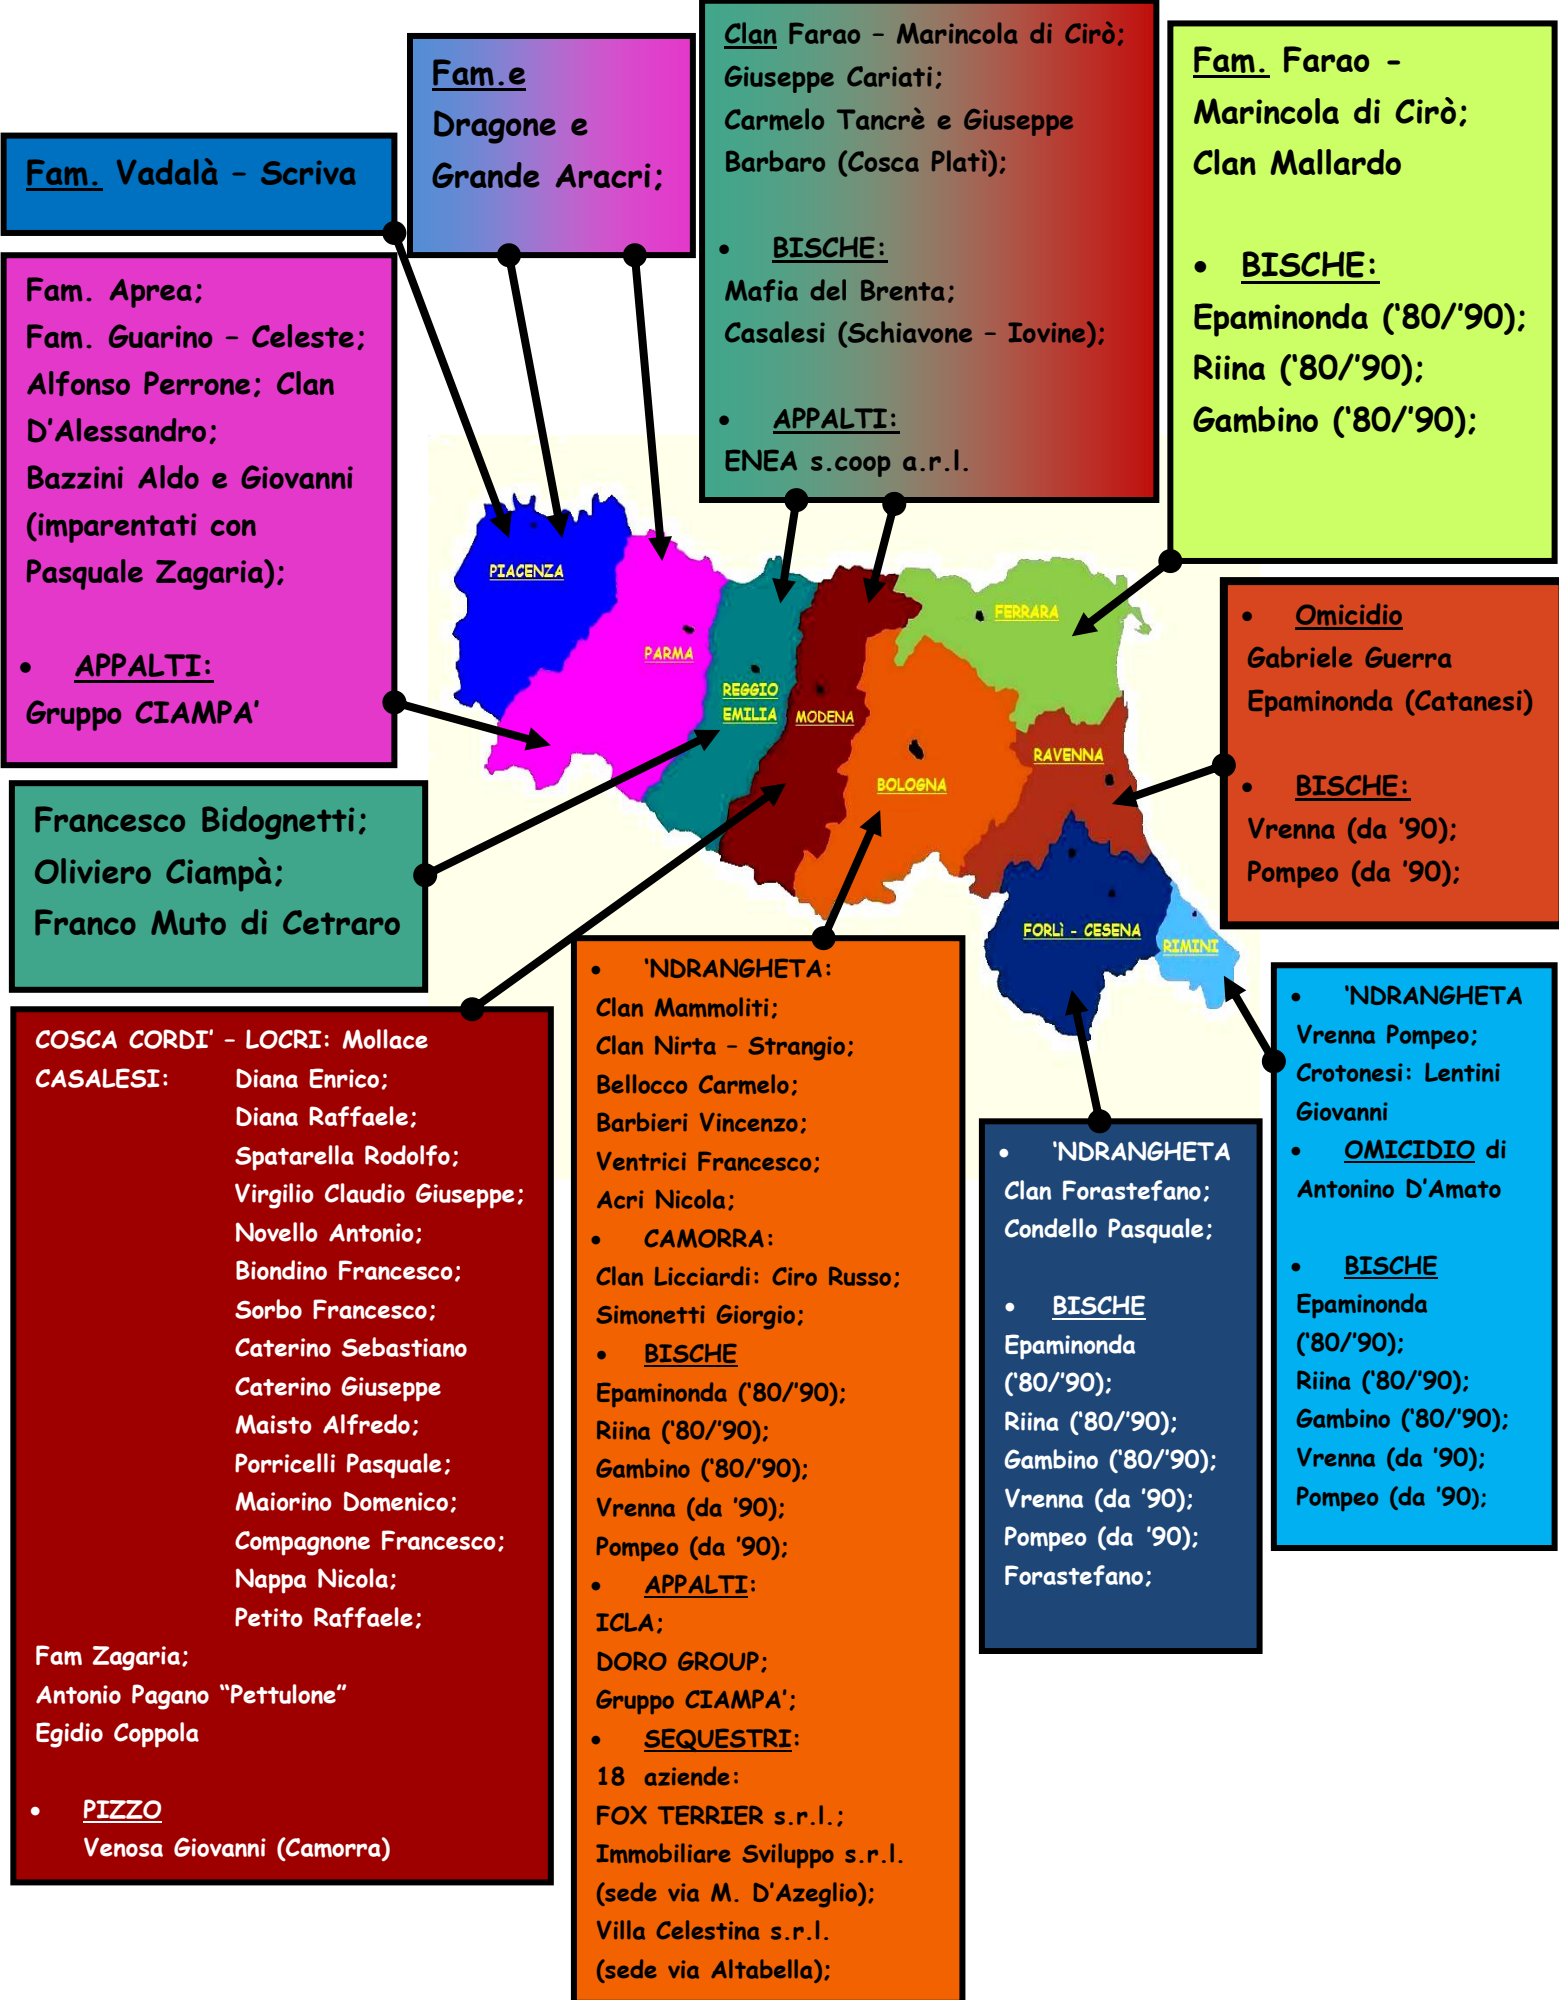 Fam. Vadalà – Scriva
Fam.e
Dragone e
Grande Aracri;
Clan Farao – Marincola di Cirò;
Giuseppe Cariati;
Carmelo Tancrè e Giuseppe
Barbaro (Cosca Platì);
• BISCHE:
Mafia del Brenta;
Casalesi (Schiavone – Iovine);
• APPALTI:
ENEA s.coop a.r.l.
Fam. Farao -
Marincola di Cirò;
Clan Mallardo
• BISCHE:
Epaminonda (‘80/’90);
Riina (‘80/’90);
Gambino (‘80/’90);
Fam. Aprea;
Fam. Guarino – Celeste;
Alfonso Perrone; Clan
D’Alessandro;
Bazzini Aldo e Giovanni
(imparentati con
Pasquale Zagaria);
• APPALTI:
Gruppo CIAMPA’
PIACENZA
PARMA
REGGIO
EMILIA
MODENA
BOLOGNA
FERRARA
RAVENNA
FORLì - CESENA
RIMINI
• Omicidio
Gabriele Guerra
Epaminonda (Catanesi)
• BISCHE:
Vrenna (da ’90);
Pompeo (da ’90);
Francesco Bidognetti;
Oliviero Ciampà;
Franco Muto di Cetraro
COSCA CORDI’ – LOCRI: Mollace
CASALESI: Diana Enrico;
Diana Raffaele;
Spatarella Rodolfo;
Virgilio Claudio Giuseppe;
Novello Antonio;
Biondino Francesco;
Sorbo Francesco;
Caterino Sebastiano
Caterino Giuseppe
Maisto Alfredo;
Porricelli Pasquale;
Maiorino Domenico;
Compagnone Francesco;
Nappa Nicola;
Petito Raffaele;
Fam Zagaria;
Antonio Pagano “Pettulone”
Egidio Coppola
• PIZZO
Venosa Giovanni (Camorra)
• ‘NDRANGHETA:
Clan Mammoliti;
Clan Nirta – Strangio;
Bellocco Carmelo;
Barbieri Vincenzo;
Ventrici Francesco;
Acri Nicola;
• CAMORRA:
Clan Licciardi: Ciro Russo;
Simonetti Giorgio;
• BISCHE
Epaminonda (‘80/’90);
Riina (‘80/’90);
Gambino (‘80/’90);
Vrenna (da ’90);
Pompeo (da ’90);
• APPALTI:
ICLA;
DORO GROUP;
Gruppo CIAMPA’;
• SEQUESTRI:
18 aziende:
FOX TERRIER s.r.l.;
Immobiliare Sviluppo s.r.l.
(sede via M. D’Azeglio);
Villa Celestina s.r.l.
(sede via Altabella);
• ‘NDRANGHETA
Clan Forastefano;
Condello Pasquale;
• BISCHE
Epaminonda
(‘80/’90);
Riina (‘80/’90);
Gambino (‘80/’90);
Vrenna (da ’90);
Pompeo (da ’90);
Forastefano;
• ‘NDRANGHETA
Vrenna Pompeo;
Crotonesi: Lentini
Giovanni
• OMICIDIO di
Antonino D’Amato
• BISCHE
Epaminonda
(‘80/’90);
Riina (‘80/’90);
Gambino (‘80/’90);
Vrenna (da ’90);
Pompeo (da ’90);